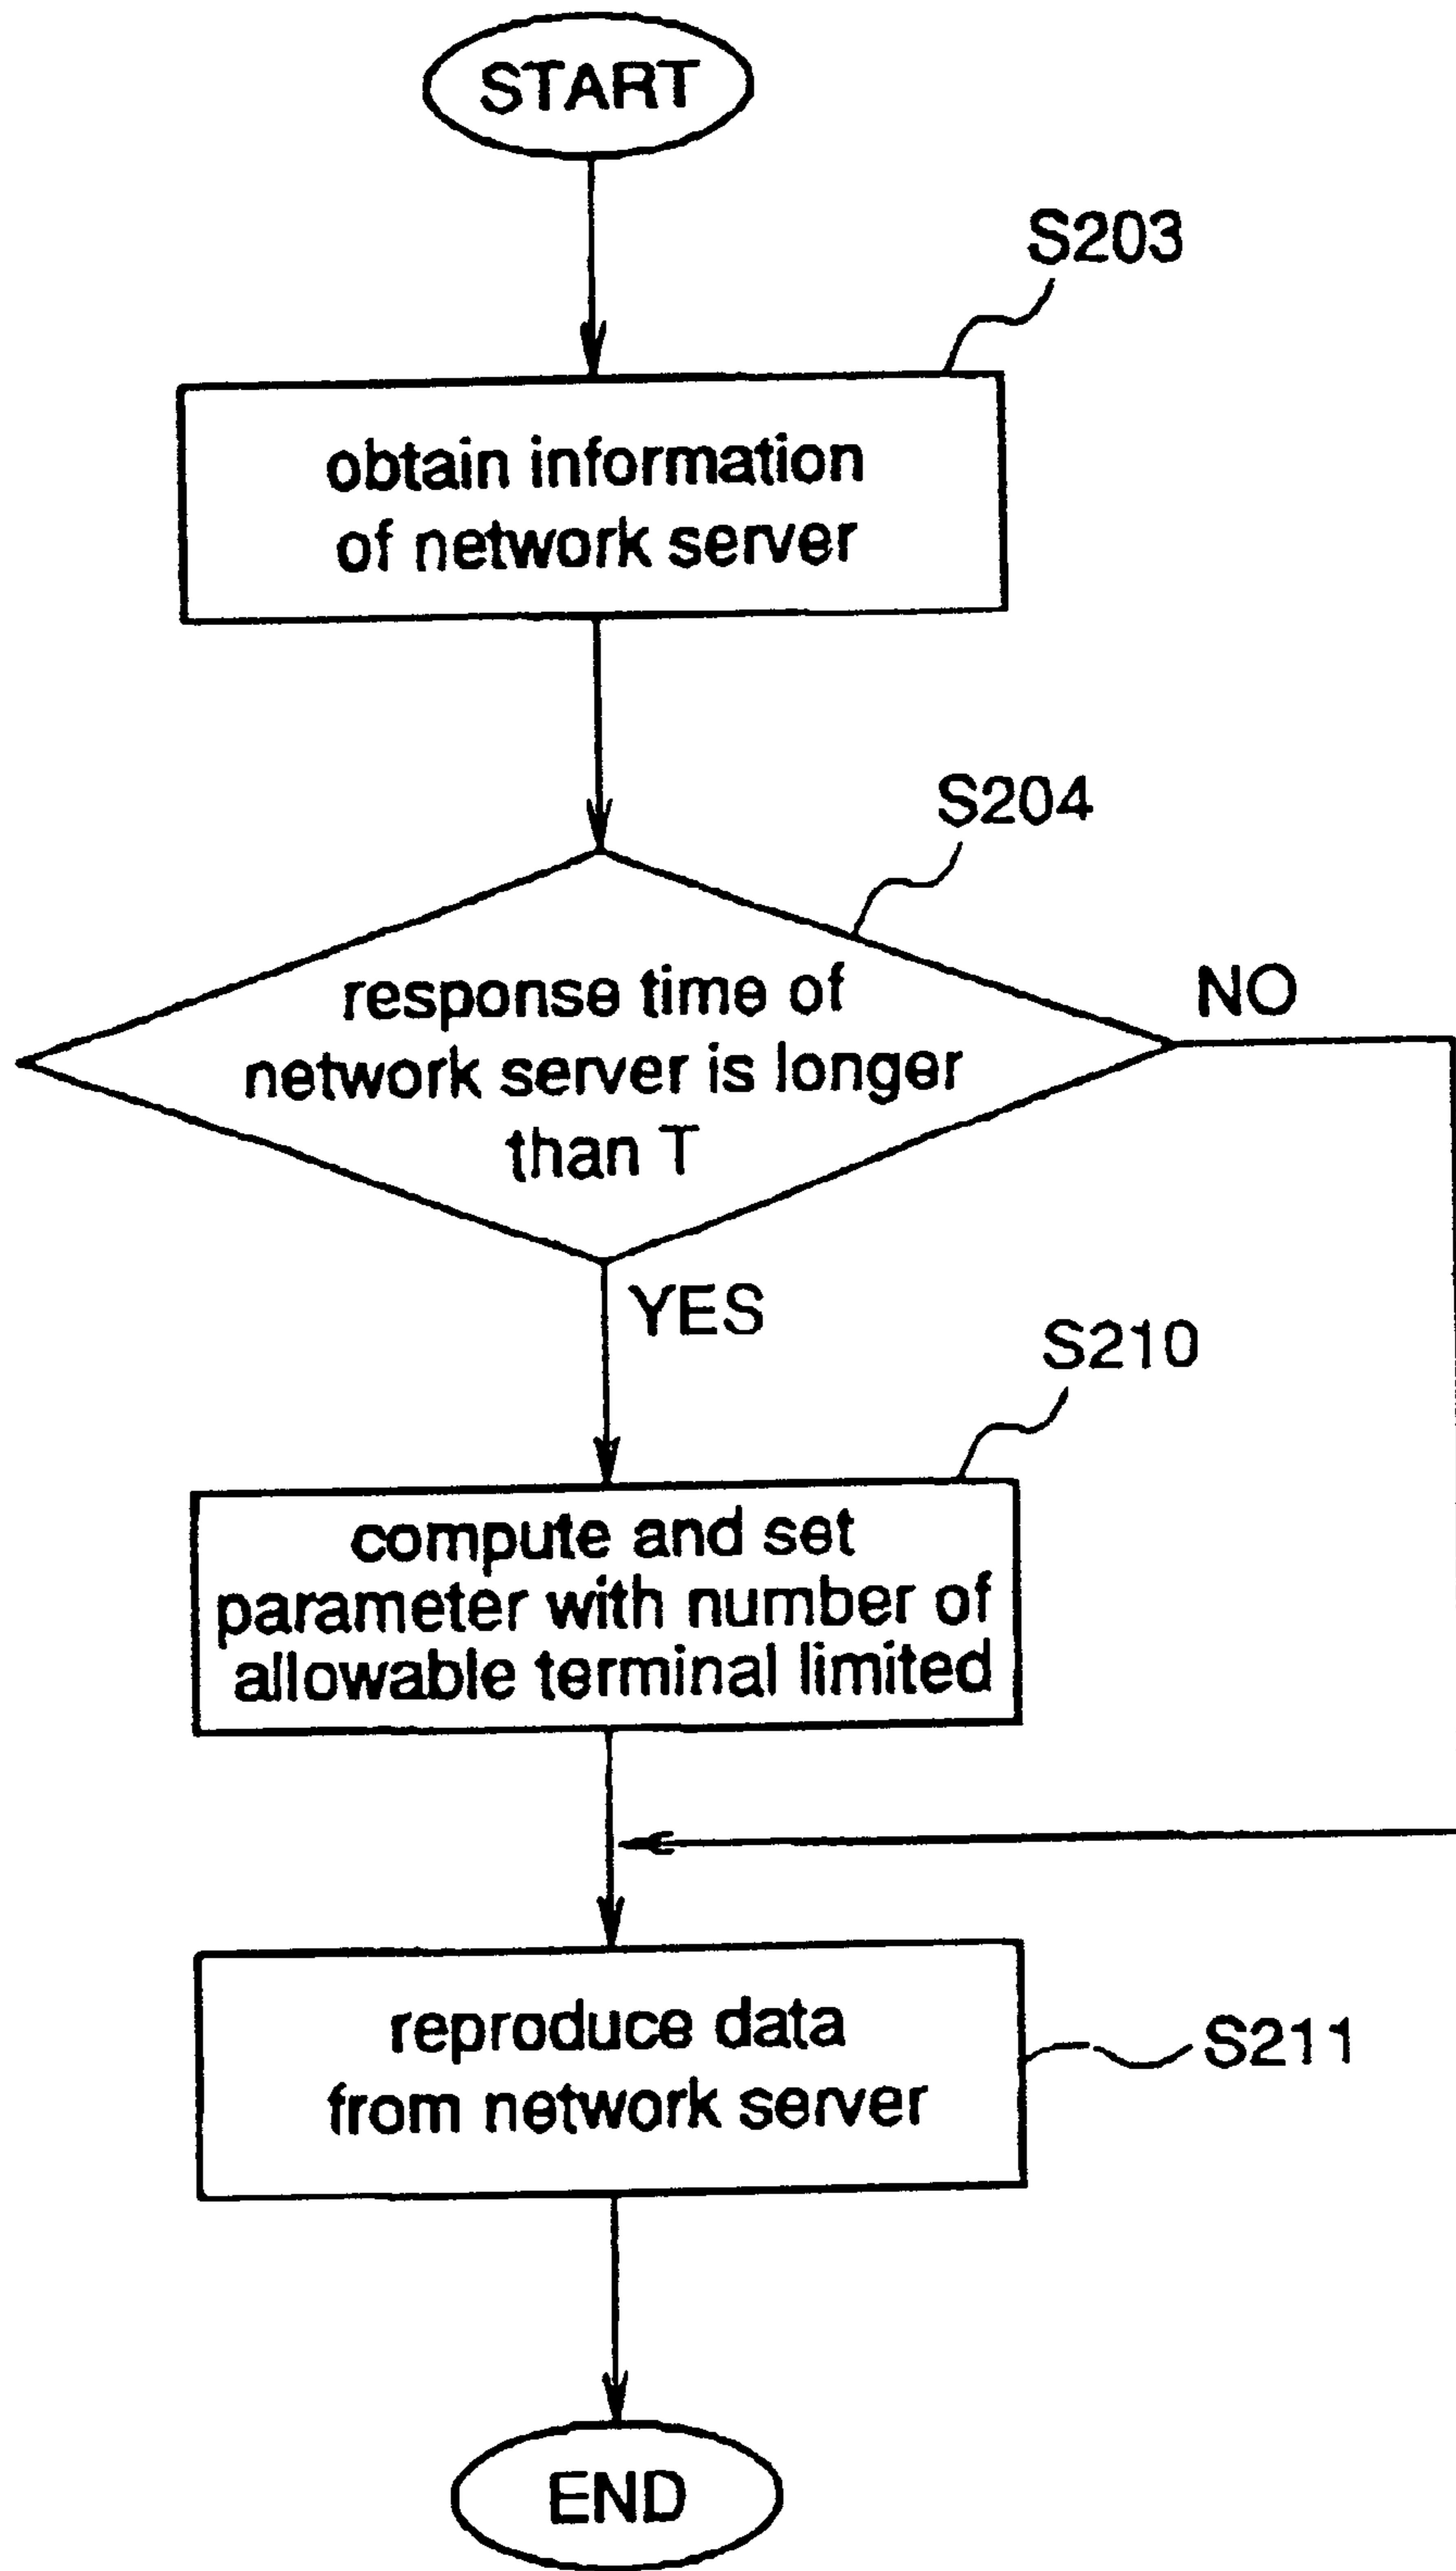 START
S203
obtain information
of network server
S204
response time of
network server is longer
than T
NO
YES
S210
compute and set
parameter with number of
allowable terminal limited
reproduce data
from network server
S211
END